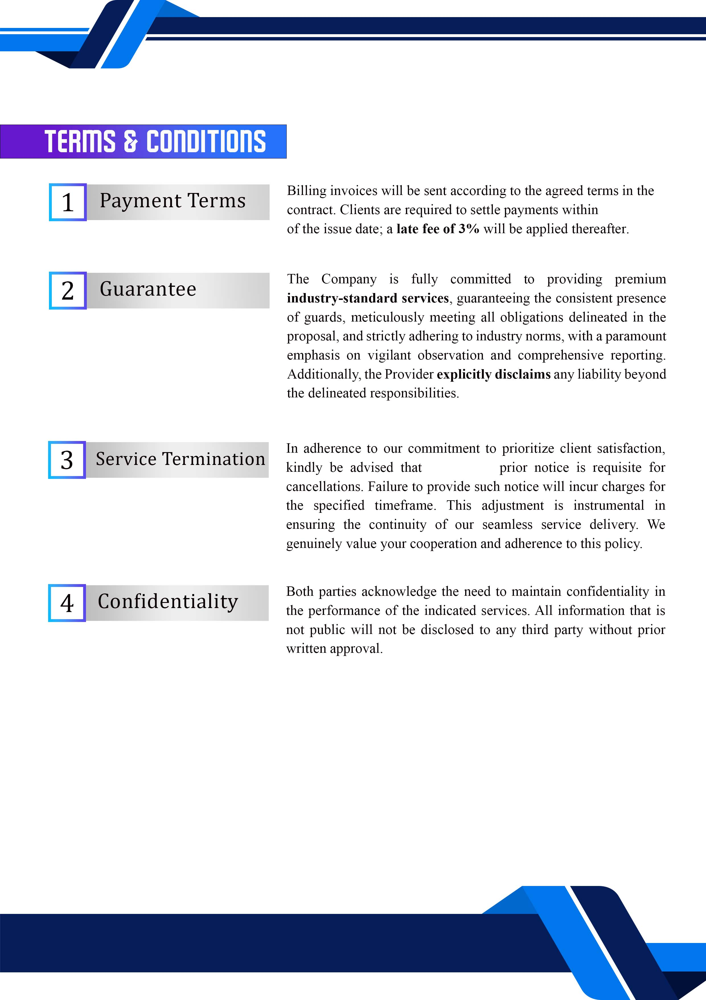 TERMS & CONDITIONS
1
Payment Terms
Billing invoices will be sent according to the agreed terms in the
contract. Clients are required to settle payments within
of the issue date; a late fee of 3% will be applied thereafter.
2
Guarantee
The Company is fully committed to providing premium
industry-standard services, guaranteeing the consistent presence
of guards, meticulously meeting all obligations delineated in the
proposal, and strictly adhering to industry norms, with a paramount
emphasis on vigilant observation and comprehensive reporting.
Additionally, the Provider explicitly disclaims any liability beyond
the delineated responsibilities.
3
Service Termination
In adherence to our commitment to prioritize client satisfaction,
kindly be advised that prior notice is requisite for
cancellations. Failure to provide such notice will incur charges for
the specified timeframe. This adjustment is instrumental in
ensuring the continuity of our seamless service delivery. We
genuinely value your cooperation and adherence to this policy.
4
Confidentiality
Both parties acknowledge the need to maintain confidentiality in
the performance of the indicated services. All information that is
not public will not be disclosed to any third party without prior
written approval.